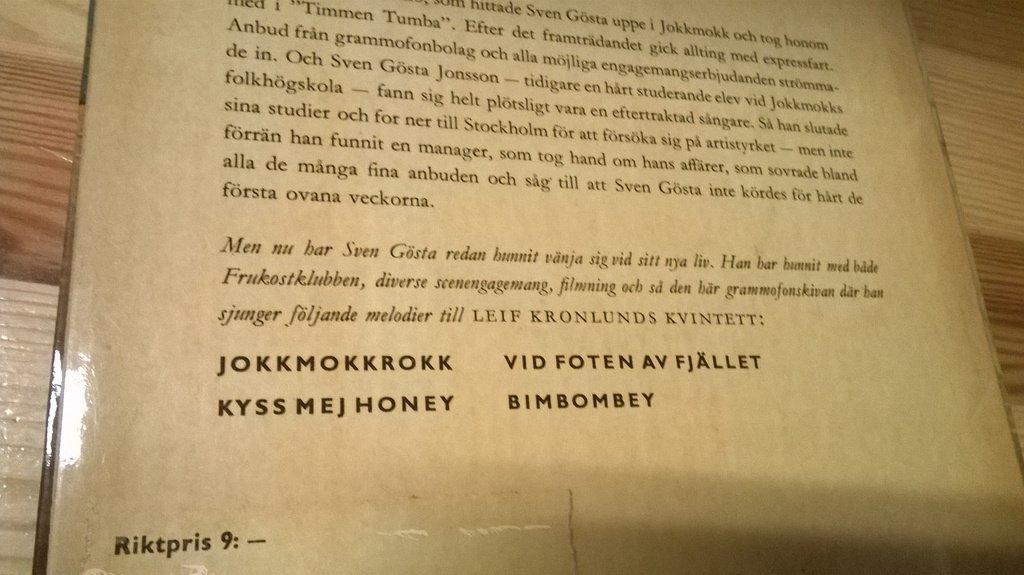 som hittade Sven Gösta uppe i Jokkmokk och tog honom
med i ”Timmen Tumba”. Efter det framträdandet gick allting med expressfart.
Anbud från grammofonbolag och alla möjliga engagemangserbjudanden strömma-
de in. Och Sven Gösta Jonsson — tidigare en hårt studerande elev vid Jokkmokks
folkhögskola — fann sig helt plötsligt vara en eftertraktad sångare. Så han slutade
sina studier och for ner till Stockholm för att försöka sig på artistyrket — men inte
förrän han funnit en manager, som tog hand om hans affärer, som sovrade bland
alla de många fina anbuden och såg till att Sven Gösta inte kördes för hårt de
första ovana veckorna.
Men nu har Sven Gösta redan hunnit vänja sig vid sitt nya liv. Han har hunnit med både
Frukostklubben, diverse scenengagemang, filmning och så den här grammofonskivan där han
sjunger följande melodier till LEIF KRONLUNDS KVINTETT:
JOKKMOKKROKK VID FOTEN AV FJÄLLET
KYSS MEJ HONEY BIMBOMBEY
Riktpris 9: —